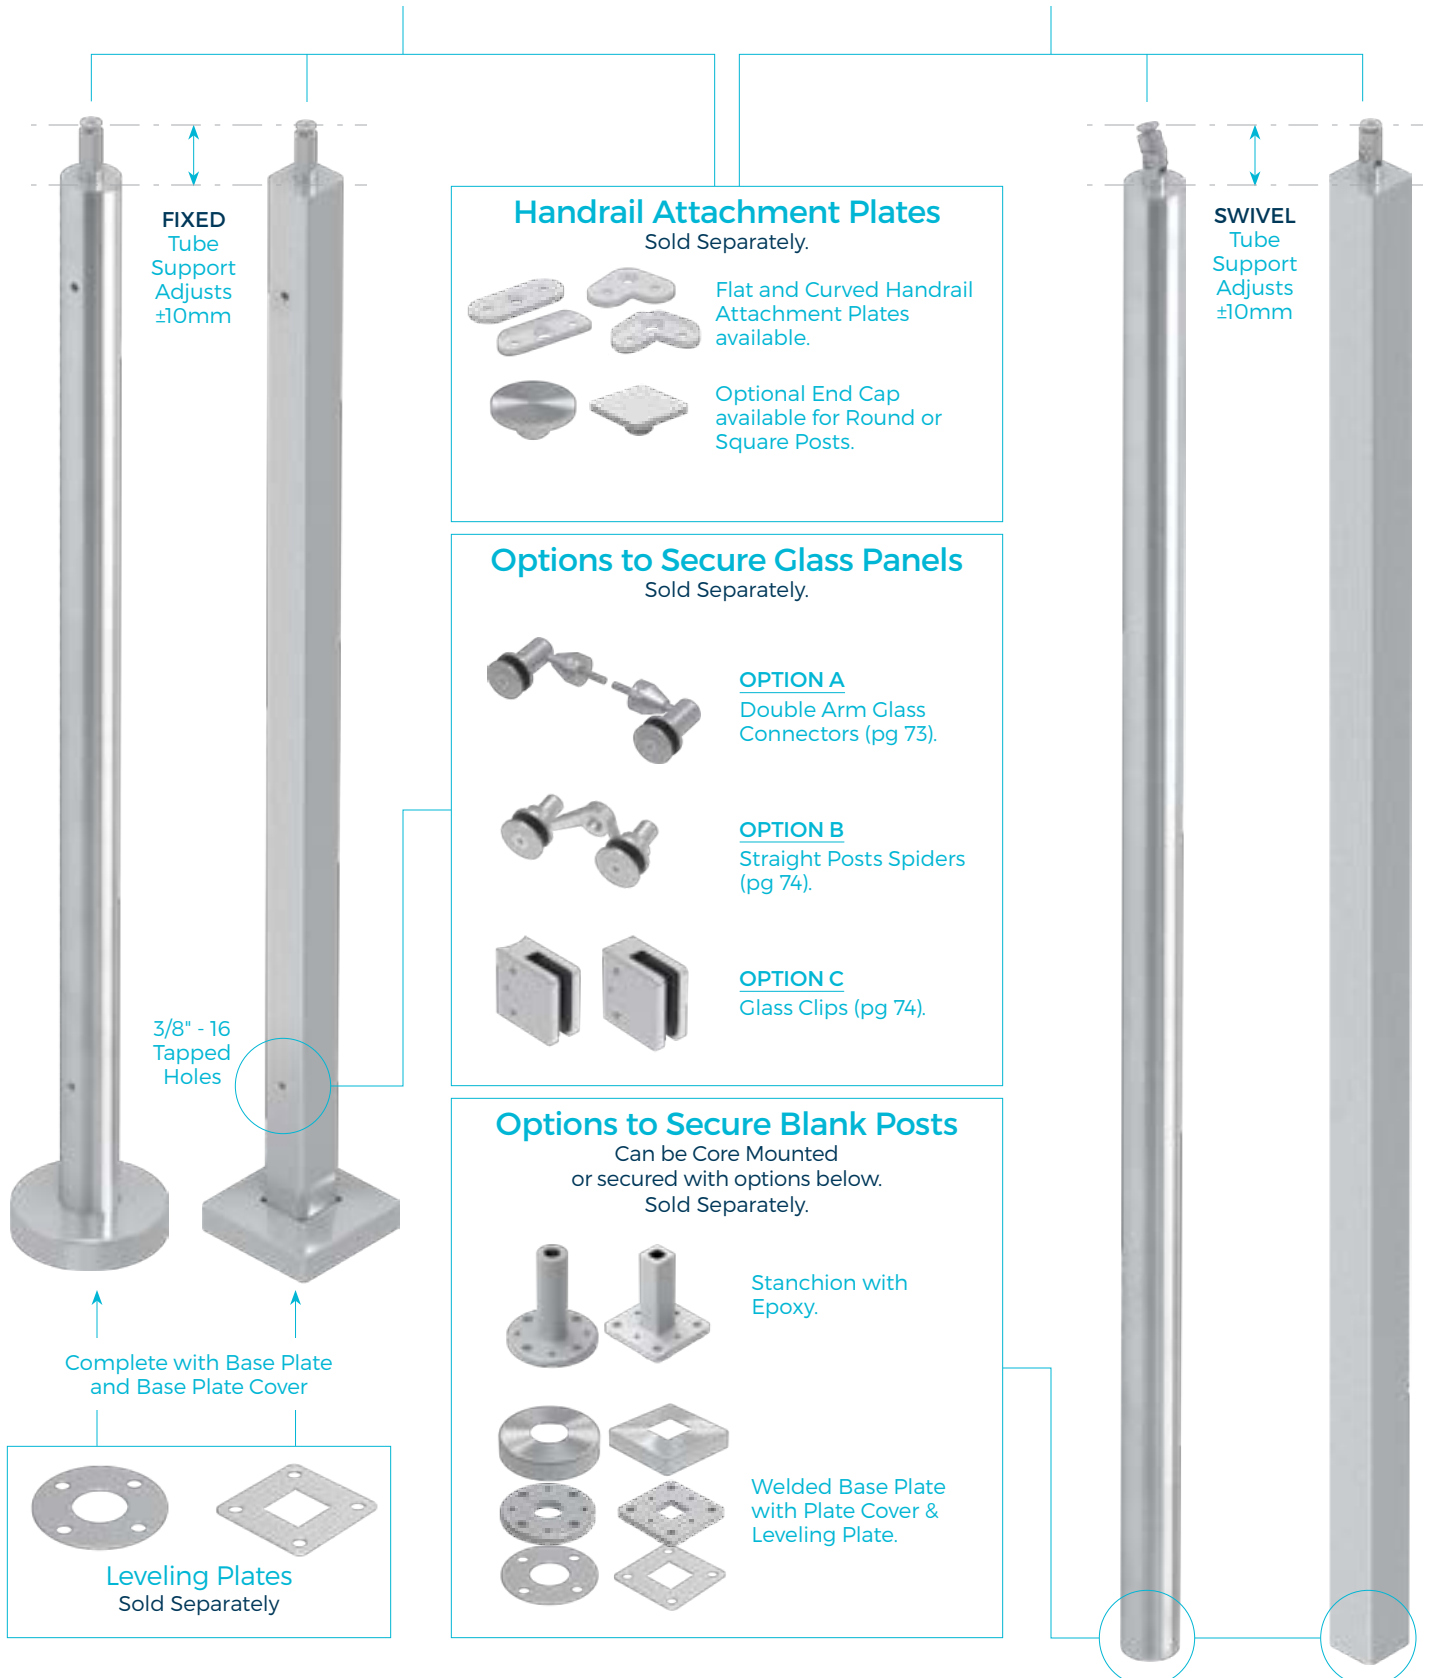 FIXED
Tube
Support
Adjusts
±10mm
Handrail Attachment Plates
Sold Separately.
Flat and Curved Handrail
Attachment Plates
available.
Optional End Cap
available for Round or
Square Posts.
SWIVEL
Tube
Support
Adjusts
±10mm
Options to Secure Glass Panels
Sold Separately.
OPTION A
Double Arm Glass
Connectors (pg 73).
OPTION B
Straight Posts Spiders
(pg 74).
OPTION C
Glass Clips (pg 74).
3/8" - 16
Tapped
Holes
Options to Secure Blank Posts
Can be Core Mounted
or secured with options below.
Sold Separately.
Stanchion with
Epoxy.
Welded Base Plate
with Plate Cover &
Leveling Plate.
Complete with Base Plate
and Base Plate Cover
Leveling Plates
Sold Separately